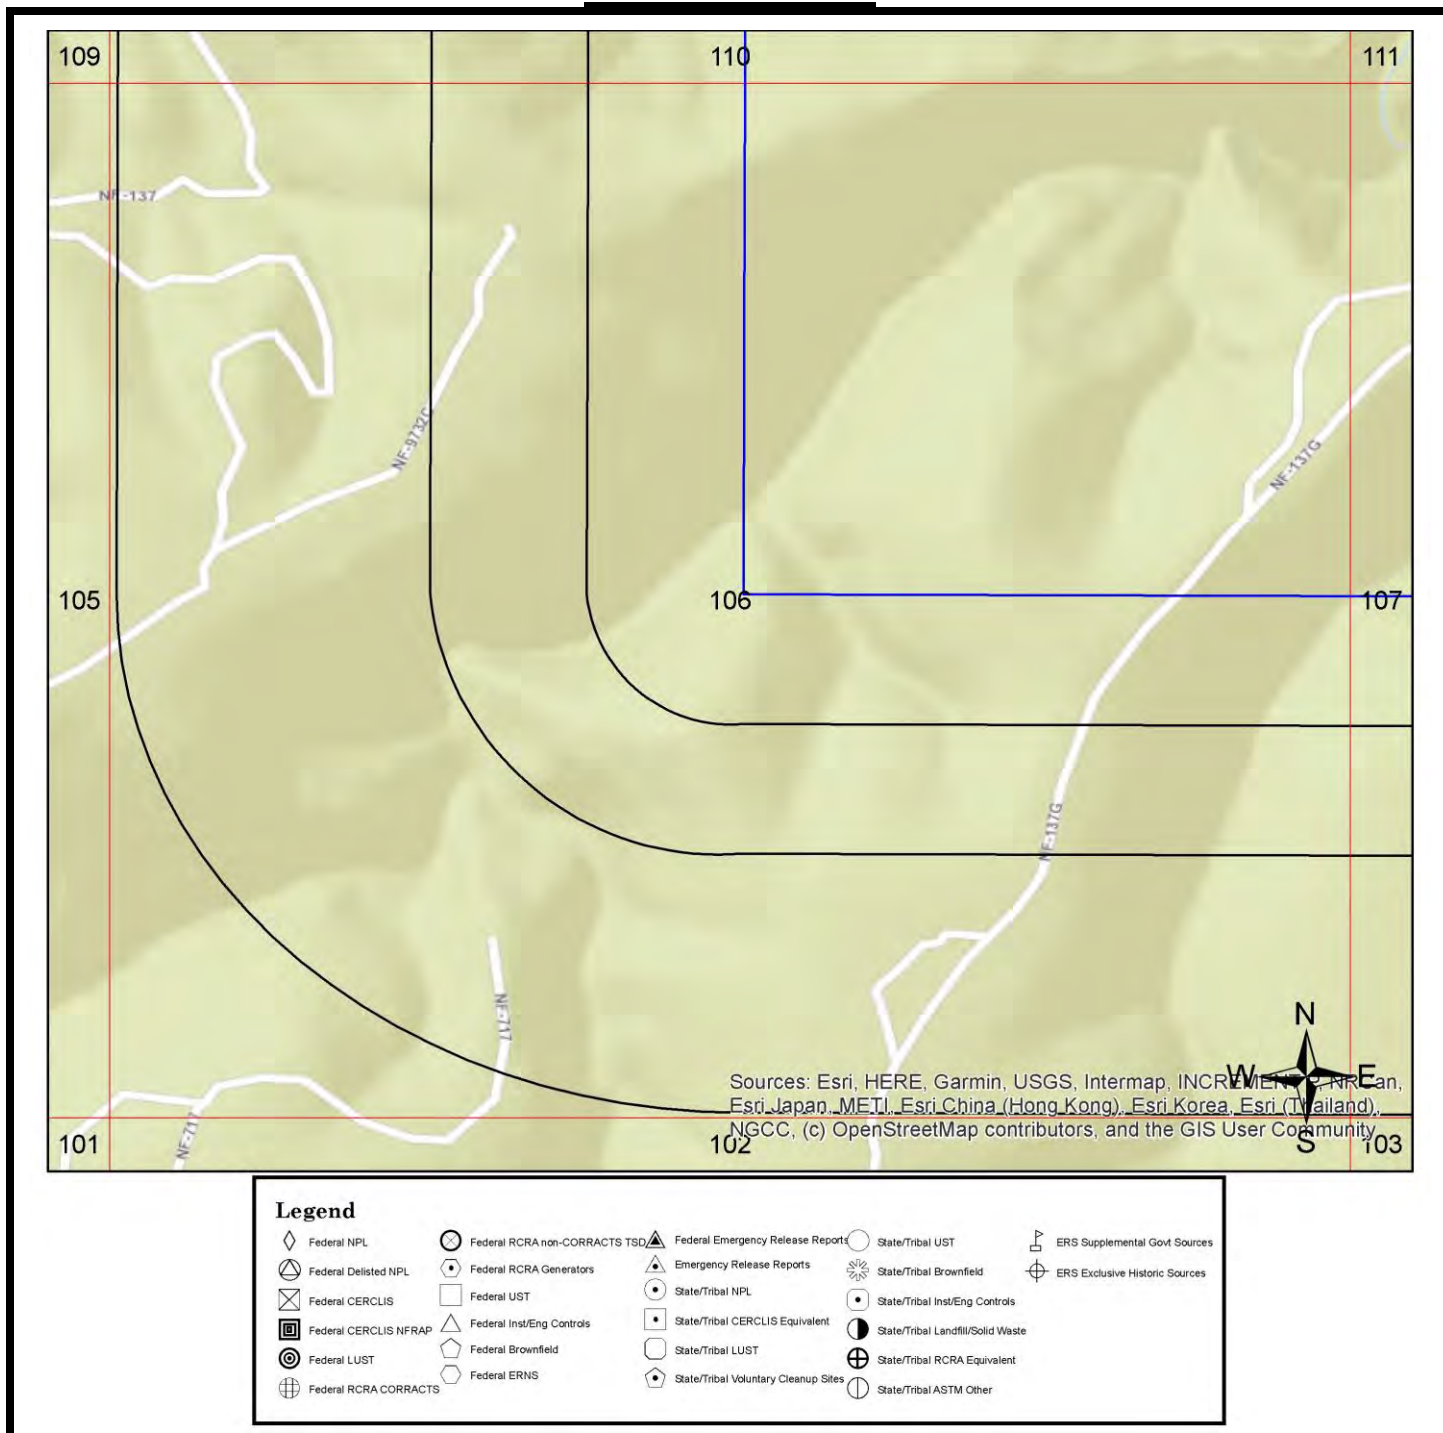 109
110
111
NF-137
NF-9732C
NF-137G
105
106
107
NF-137G
NF-717
N
W
E
S
Sources: Esri, HERE, Garmin, USGS, Intermap, INCREMENT P, NRCan,
Esri Japan, METI, Esri China (Hong Kong), Esri Korea, Esri (Thailand),
NGCC, (c) OpenStreetMap contributors, and the GIS User Community
NF-717
101
102
103
Legend
Federal NPL
Federal Delisted NPL
Federal CERCLIS
Federal CERCLIS NFRAP
Federal LUST
Federal RCRA CORRACTS
Federal RCRA non-CORRACTS TSD
Federal RCRA Generators
Federal UST
Federal Inst/Eng Controls
Federal Brownfield
Federal ERNS
Federal Emergency Release Reports
Emergency Release Reports
State/Tribal NPL
State/Tribal CERCLIS Equivalent
State/Tribal LUST
State/Tribal Voluntary Cleanup Sites
State/Tribal UST
State/Tribal Brownfield
State/Tribal Inst/Eng Controls
State/Tribal Landfill/Solid Waste
State/Tribal RCRA Equivalent
State/Tribal ASTM Other
ERS Supplemental Govt Sources
ERS Exclusive Historic Sources